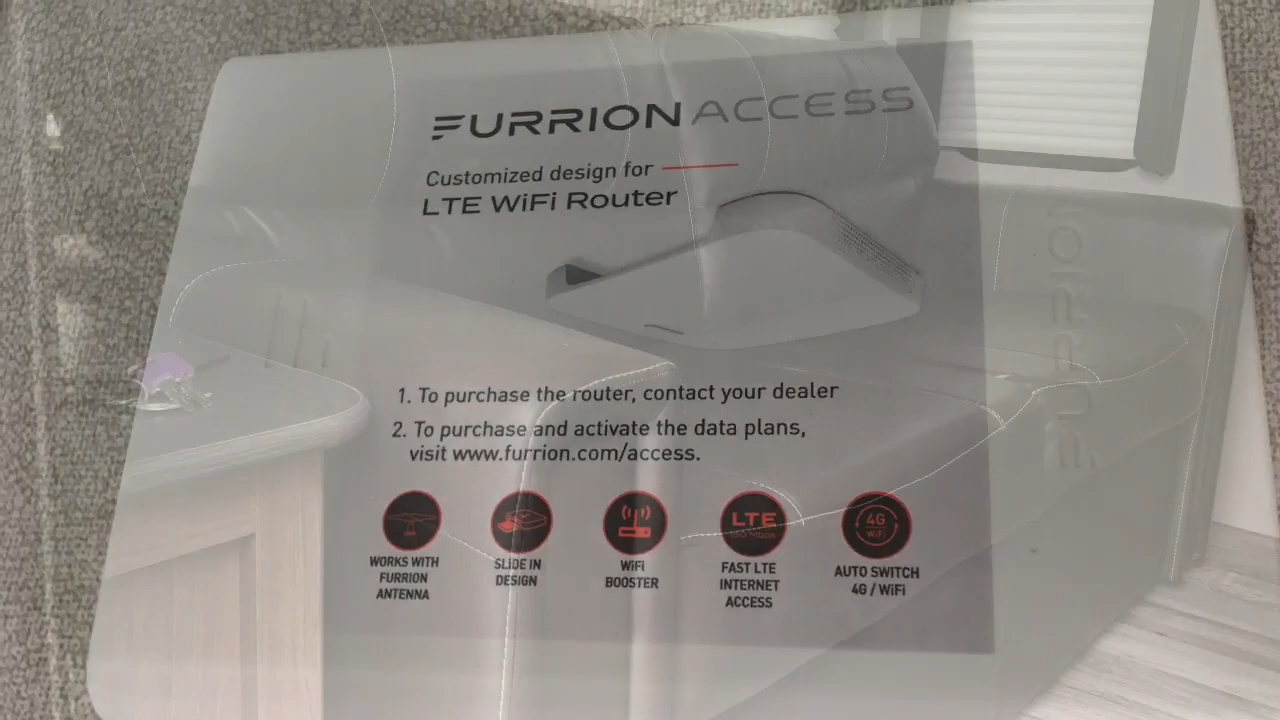 FURRION ACCESS
Customized design for
LTE WiFi Router
FURRION
1. To purchase the router, contact your dealer
2. To purchase and activate the data plans,
visit www.furrion.com/access.
LTE
150 Mbps
4G
WiFi
WORKS WITH
FURRION
ANTENNA
SLIDE IN
DESIGN
WiFi
BOOSTER
FAST LTE
INTERNET
ACCESS
AUTO SWITCH
4G / WiFi